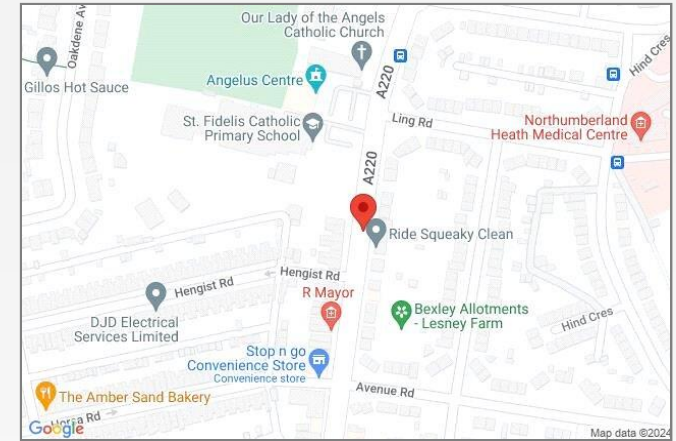 Our Lady of the Angels
Catholic Church
Oakdene Av
Gillos Hot Sauce
Angelus Centre
A220
Hind Cres
St. Fidelis Catholic
Primary School
Ling Rd
Northumberland
Heath Medical Centre
A220
Ride Squeaky Clean
Hengist Rd
Hengist Rd
R Mayor
DJD Electrical
Services Limited
Bexley Allotments
- Lesney Farm
Hind Cres
Stop n go
Convenience Store
Convenience store
Avenue Rd
The Amber Sand Bakery
Rd
Google
Map data ©2024